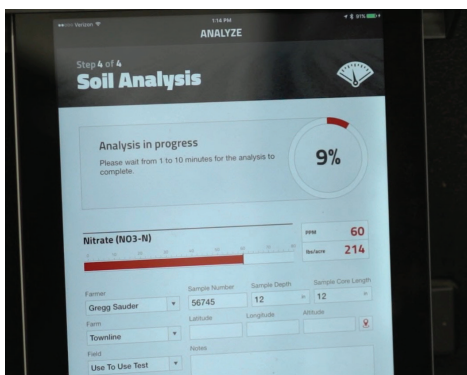 Verizon
1:14 PM
91%
ANALYZE
Step 4 of 4
Soil Analysis
Analysis in progress
Please wait from 1 to 10 minutes for the analysis to
complete.
9%
Nitrate (NO3-N)
PPM 60
lbs/acre 214
Farmer
Gregg Sauder
Sample Number
56745
Sample Depth
12
Sample Core Length
12
Farm
Townline
Latitude
Longitude
Altitude
Field
Use To Use Test
Notes